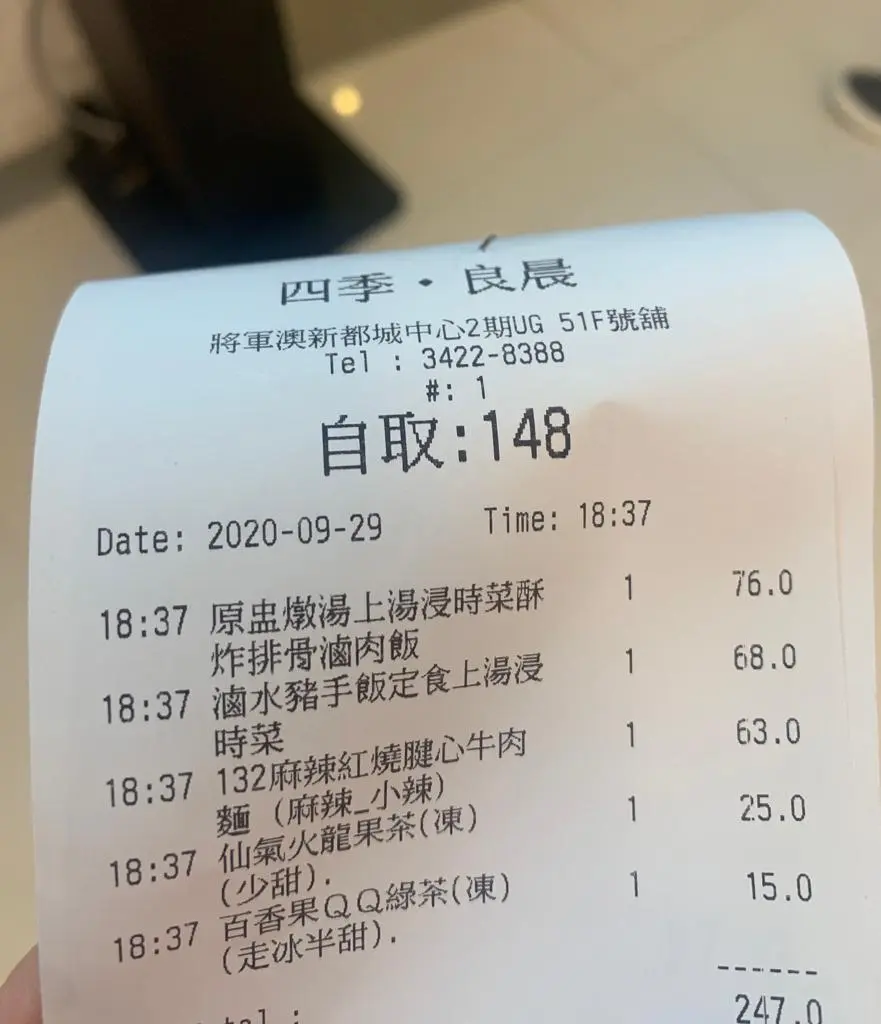 四季·良晨
將軍澳新都城中心2期UG 51F號舖
Tel : 3422-8388
#: 1
自取:148
Date: 2020-09-29 Time: 18:37
18:37 原盅燉湯上湯浸時菜酥 1 76.0
炸排骨滷肉飯
18:37 滷水豬手飯定食上湯浸 1 68.0
時菜
18:37 132麻辣紅燒腱心牛肉 1 63.0
麵 (麻辣_小辣)
18:37 仙氣火龍果茶(凍) 1 25.0
(少甜).
18:37 百香果QQ綠茶(凍) 1 15.0
(走冰半甜).
------
247.0